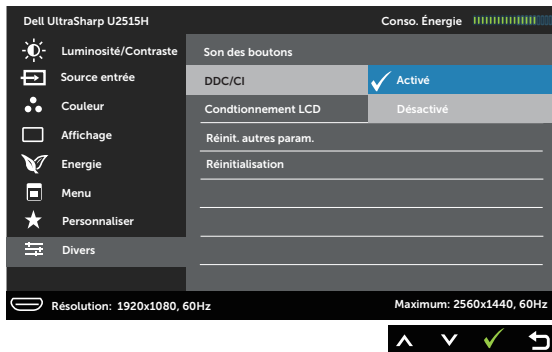 Dell UltraSharp U2515H
Conso. Énergie
Luminosité/Contraste
Source entrée
Couleur
Affichage
Energie
Menu
Personnaliser
Divers
Son des boutons
DDC/CI
Activé
Condtionnement LCD
Désactivé
Réinit. autres param.
Réinitialisation
Résolution: 1920x1080, 60Hz
Maximum: 2560x1440, 60Hz